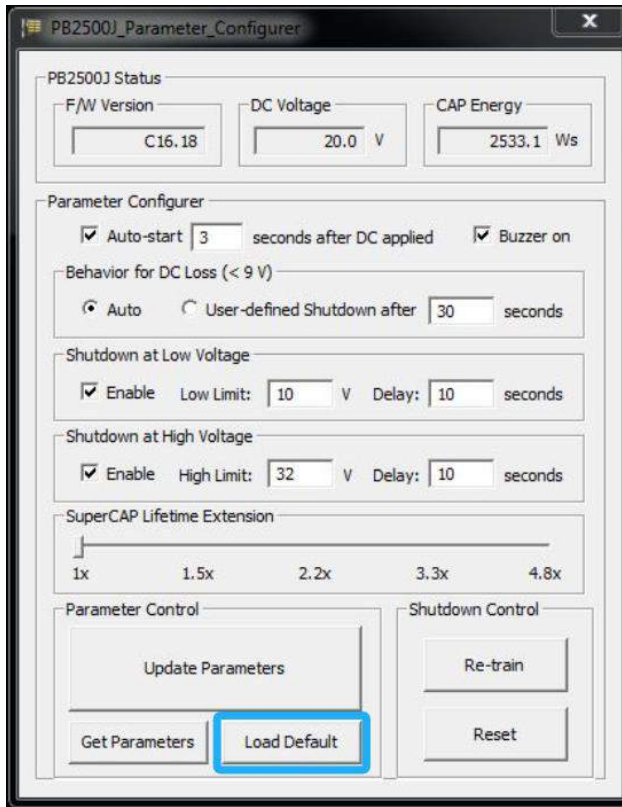 PB2500J_Parameter_Configurer
x
PB2500J Status
F/W Version DC Voltage CAP Energy
C16.18 20.0 V 2533.1 Ws
Parameter Configurer
Auto-start 3 seconds after DC applied Buzzer on
Behavior for DC Loss (< 9 V)
Auto User-defined Shutdown after 30 seconds
Shutdown at Low Voltage
Enable Low Limit: 10 V Delay: 10 seconds
Shutdown at High Voltage
Enable High Limit: 32 V Delay: 10 seconds
SuperCAP Lifetime Extension
1x 1.5x 2.2x 3.3x 4.8x
Parameter Control Shutdown Control
Update Parameters Re-train
Get Parameters Load Default Reset